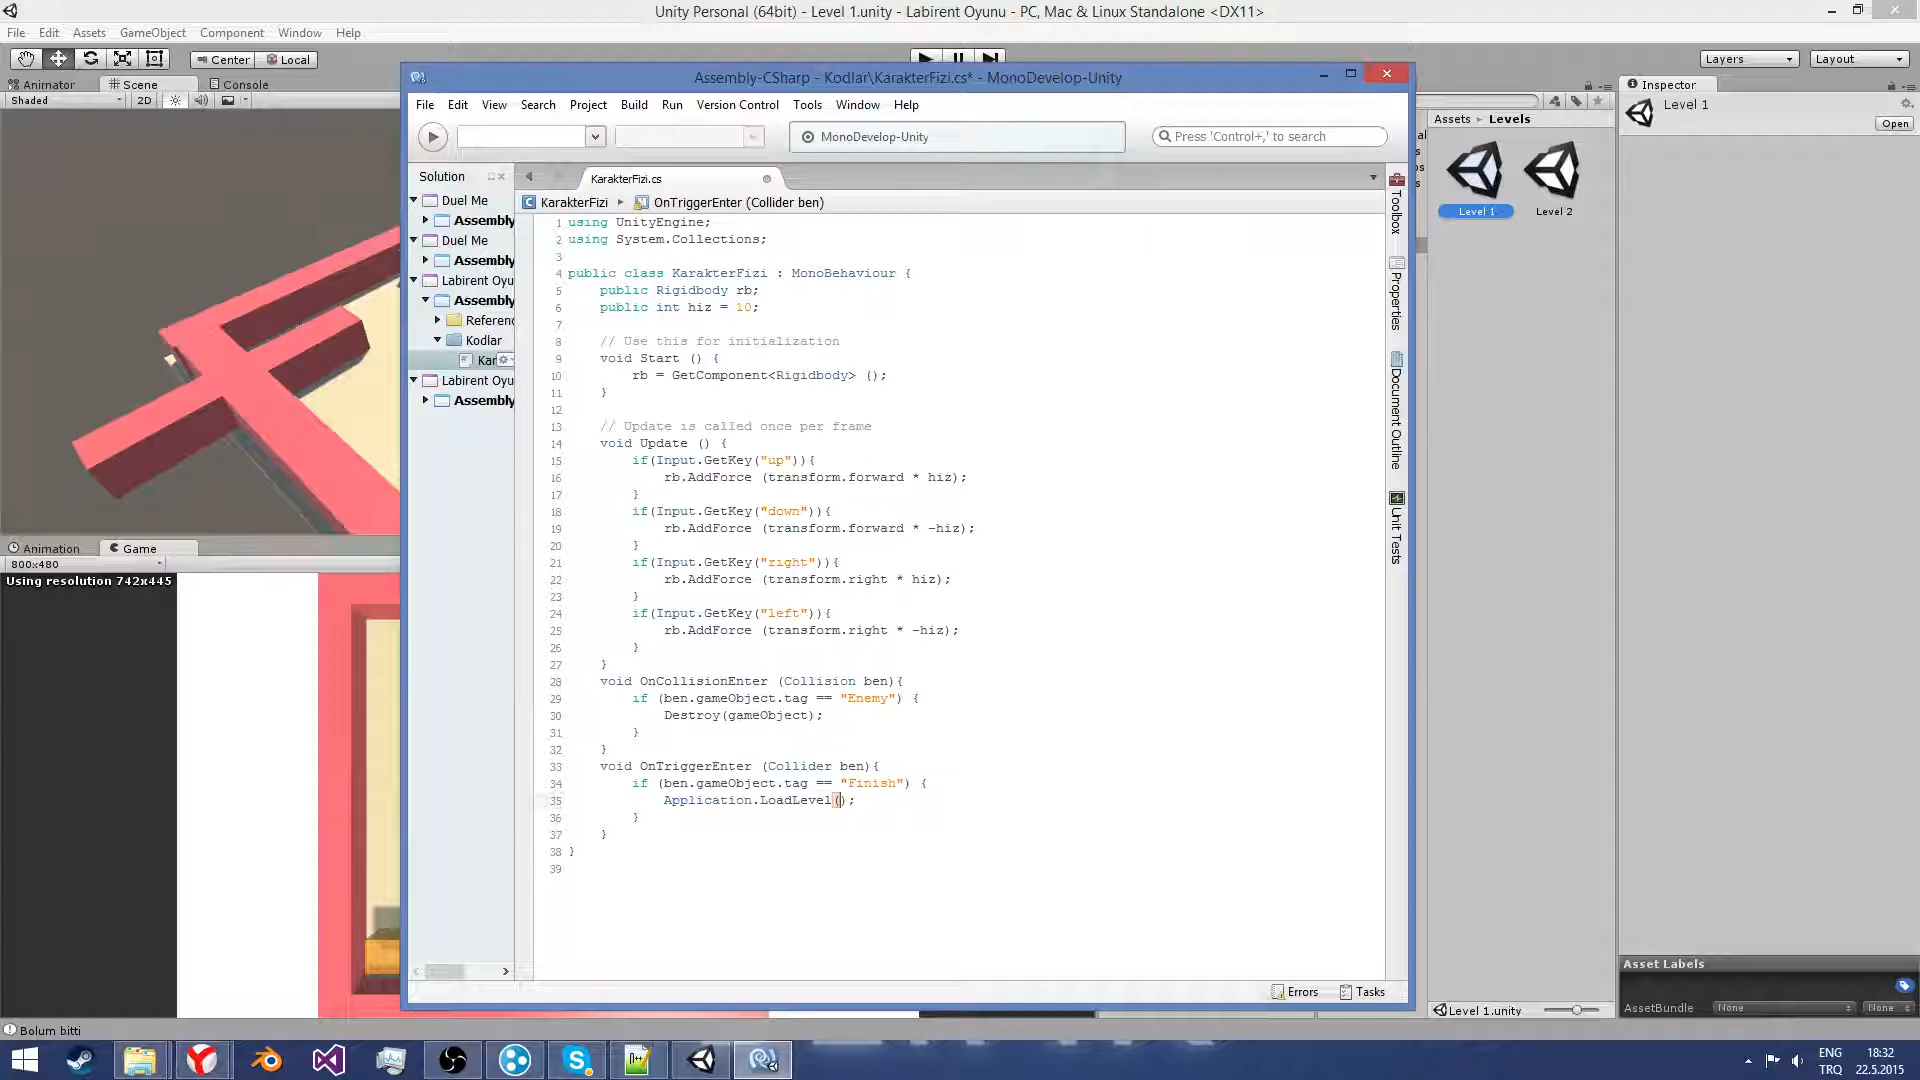 Unity Personal (64bit) - Level 1.unity - Labirent Oyunu - PC, Mac & Linux Standalone <DX11>
File Edit Assets GameObject Component Window Help
Center Local
Layers Layout
Animator Scene Console
Shaded 2D
Assembly-CSharp - Kodlar\KarakterFizi.cs* - MonoDevelop-Unity
File Edit View Search Project Build Run Version Control Tools Window Help
MonoDevelop-Unity
Press 'Control+,' to search
Solution
Duel Me
Assembly
Duel Me
Assembly
Labirent Oyu
Assembly
Referenc
Kodlar
Kar
Labirent Oyu
Assembly
KarakterFizi.cs
KarakterFizi OnTriggerEnter (Collider ben)
1 using UnityEngine;
2 using System.Collections;
3
4 public class KarakterFizi : MonoBehaviour {
5 public Rigidbody rb;
6 public int hiz = 10;
7
8 // Use this for initialization
9 void Start () {
10 rb = GetComponent<Rigidbody> ();
11 }
12
13 // Update is called once per frame
14 void Update () {
15 if(Input.GetKey("up")){
16 rb.AddForce (transform.forward * hiz);
17 }
18 if(Input.GetKey("down")){
19 rb.AddForce (transform.forward * -hiz);
20 }
21 if(Input.GetKey("right")){
22 rb.AddForce (transform.right * hiz);
23 }
24 if(Input.GetKey("left")){
25 rb.AddForce (transform.right * -hiz);
26 }
27 }
28 void OnCollisionEnter (Collision ben){
29 if (ben.gameObject.tag == "Enemy") {
30 Destroy(gameObject);
31 }
32 }
33 void OnTriggerEnter (Collider ben){
34 if (ben.gameObject.tag == "Finish") {
35 Application.LoadLevel();
36 }
37 }
38 }
39
Toolbox
Properties
Document Outline
Unit Tests
Errors Tasks
Assets Levels
Level 1 Level 2
Level 1.unity
Inspector
Level 1
Open
Asset Labels
AssetBundle None None
Animation Game
800x480
Using resolution 742x445
Bolum bitti
ENG
TRQ
18:32
22.5.2015